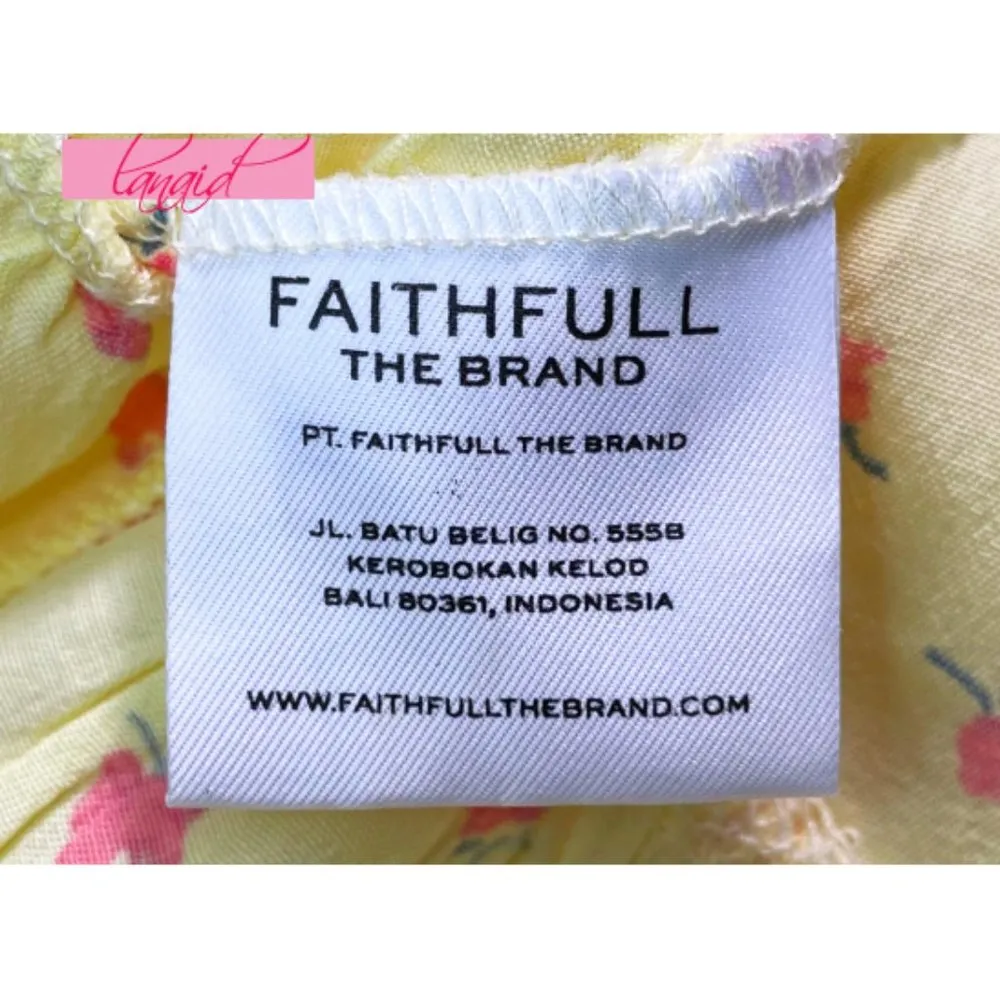 lanaid
FAITHFULL
THE BRAND
PT. FAITHFULL THE BRAND
JL. BATU BELIG NO. 555B
KEROBOKAN KELOD
BALI 80361, INDONESIA
WWW.FAITHFULLTHEBRAND.COM